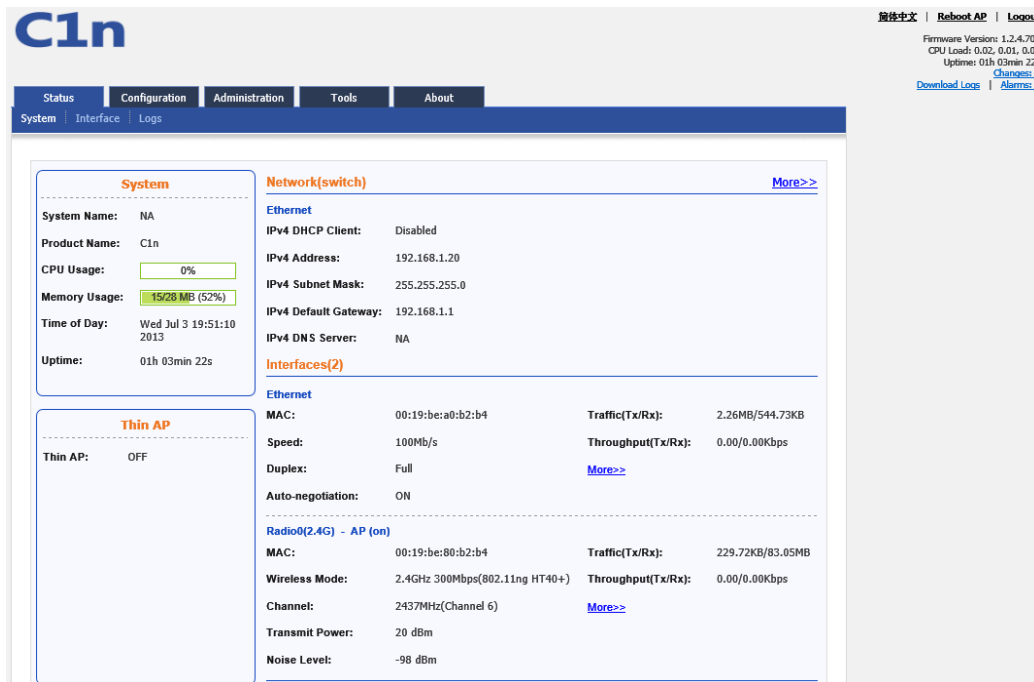 C1n
简体中文 | Reboot AP | Logou
Firmware Version: 1.2.4.70
CPU Load: 0.02, 0.01, 0.0
Uptime: 01h 03min 22
Changes:
Download Logs | Alarms:
Status Configuration Administration Tools About
System Interface Logs
System
System Name: NA
Product Name: C1n
CPU Usage: 0%
Memory Usage: 15/28 MB (52%)
Time of Day: Wed Jul 3 19:51:10
2013
Uptime: 01h 03min 22s
Thin AP
Thin AP: OFF
Network(switch) More>>
Ethernet
IPv4 DHCP Client: Disabled
IPv4 Address: 192.168.1.20
IPv4 Subnet Mask: 255.255.255.0
IPv4 Default Gateway: 192.168.1.1
IPv4 DNS Server: NA
Interfaces(2)
Ethernet
MAC: 00:19:be:a0:b2:b4 Traffic(Tx/Rx): 2.26MB/544.73KB
Speed: 100Mb/s Throughput(Tx/Rx): 0.00/0.00Kbps
Duplex: Full More>>
Auto-negotiation: ON
Radio0(2.4G) - AP (on)
MAC: 00:19:be:80:b2:b4 Traffic(Tx/Rx): 229.72KB/83.05MB
Wireless Mode: 2.4GHz 300Mbps(802.11ng HT40+) Throughput(Tx/Rx): 0.00/0.00Kbps
Channel: 2437MHz(Channel 6) More>>
Transmit Power: 20 dBm
Noise Level: -98 dBm